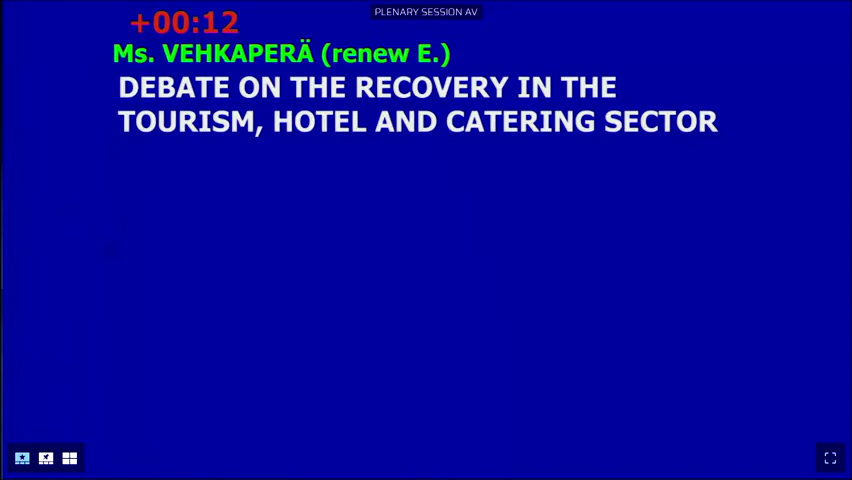 PLENARY SESSION AV
+00:12
Ms. VEHKAPERÄ (renew E.)
DEBATE ON THE RECOVERY IN THE
TOURISM, HOTEL AND CATERING SECTOR